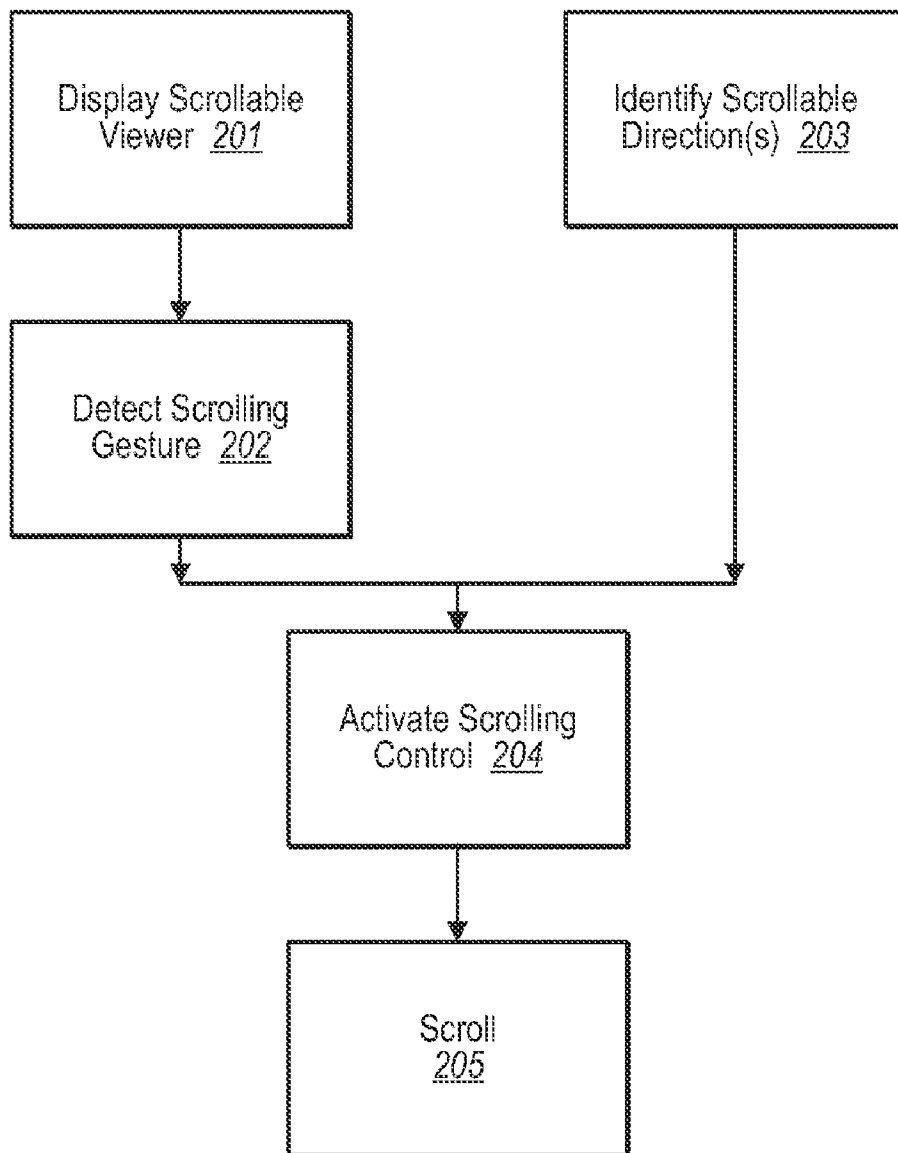 Display Scrollable
Viewer 201
Identify Scrollable
Direction(s) 203
Detect Scrolling
Gesture 202
Activate Scrolling
Control 204
Scroll
205